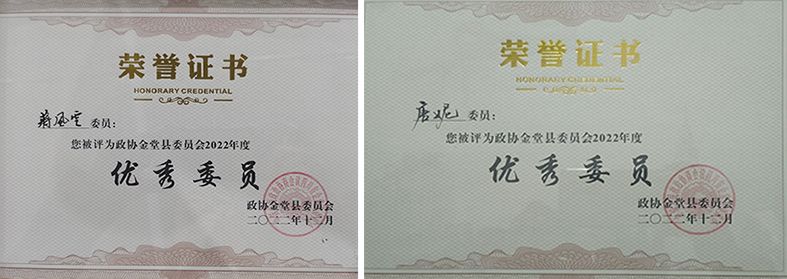 荣誉证书
HONORARY CREDENTIAL
蒋凤雪 委员：
您被评为政协金堂县委员会2022年度
优秀委员
政协金堂县委员会
二〇二二年十二月
荣誉证书
HONORARY CREDENTIAL
唐妮 委员：
您被评为政协金堂县委员会2022年度
优秀委员
政协金堂县委员会
二〇二二年十二月